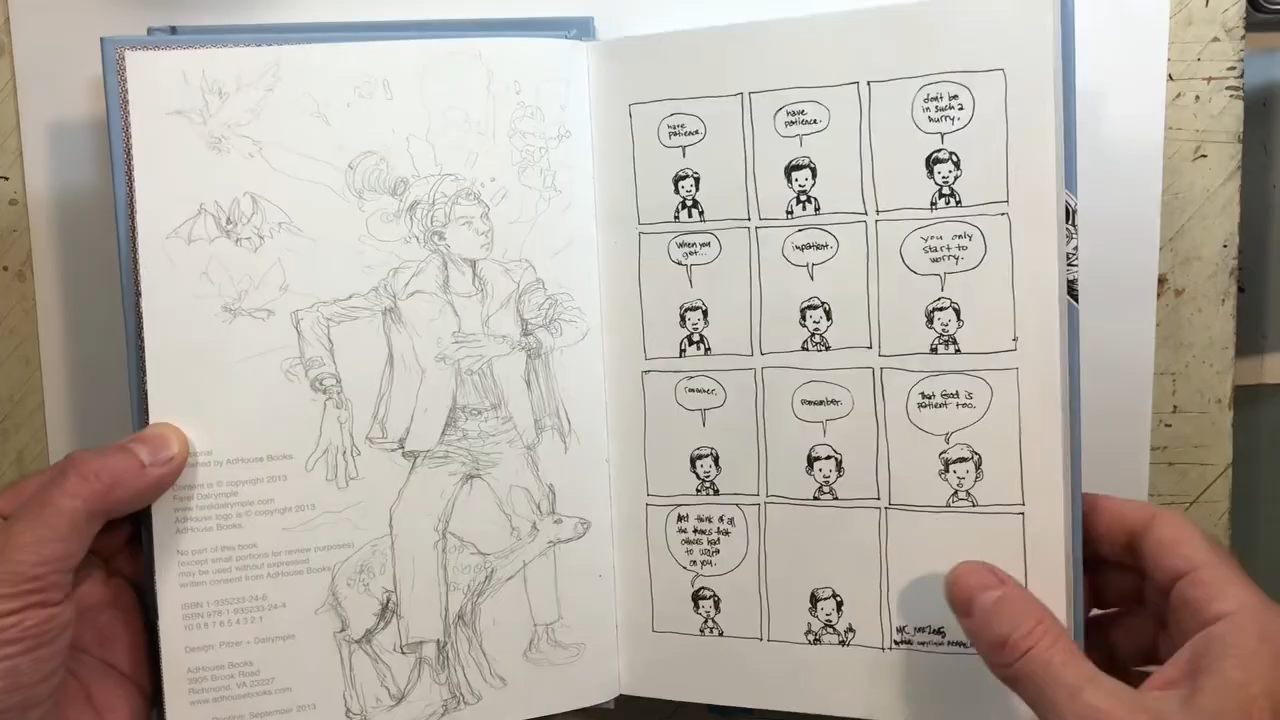 Published by AdHouse Books.
Content is © copyright 2013
Farel Dalrymple
www.fareldalrymple.com
AdHouse logo is © copyright 2013
AdHouse Books.
No part of this book
(except small portions for review purposes)
may be used without expressed
written consent from AdHouse Books.
ISBN 1-935233-24-6
ISBN 978-1-935233-24-4
10 9 8 7 6 5 4 3 2 1
Design: Pitzer + Dalrymple
AdHouse Books
3905 Brook Road
Richmond, VA 23227
www.adhousebooks.com
Printing, September 2013
have
patience.
have
patience.
don't be
in such a
hurry.
When you
get...
inpatient.
you only
start to
worry.
remember.
remember.
That God is
patient too.
And think of all
the times that
others had
to wait
on you.